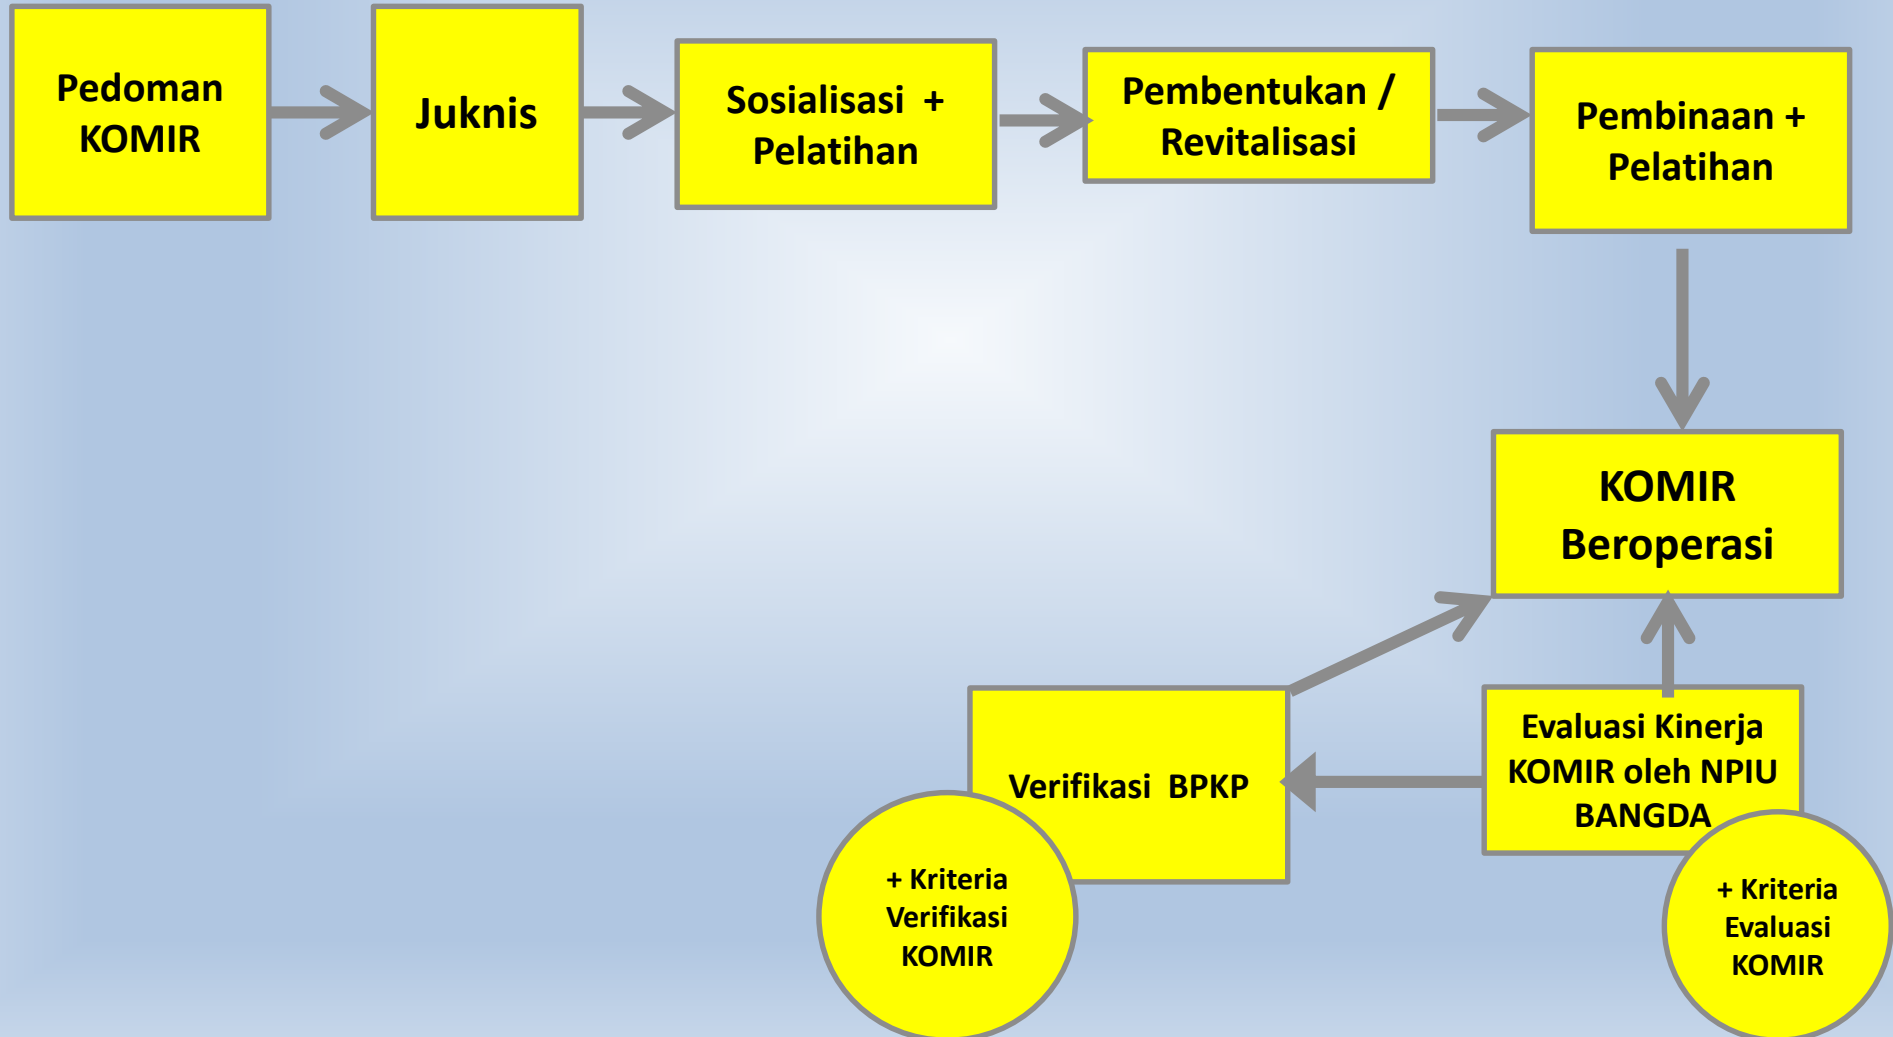 Pedoman
KOMIR
Juknis
Sosialisasi +
Pelatihan
Pembentukan /
Revitalisasi
Pembinaan +
Pelatihan
KOMIR
Beroperasi
Verifikasi BPKP
Evaluasi Kinerja
KOMIR oleh NPIU
BANGDA
+ Kriteria
Verifikasi
KOMIR
+ Kriteria
Evaluasi
KOMIR